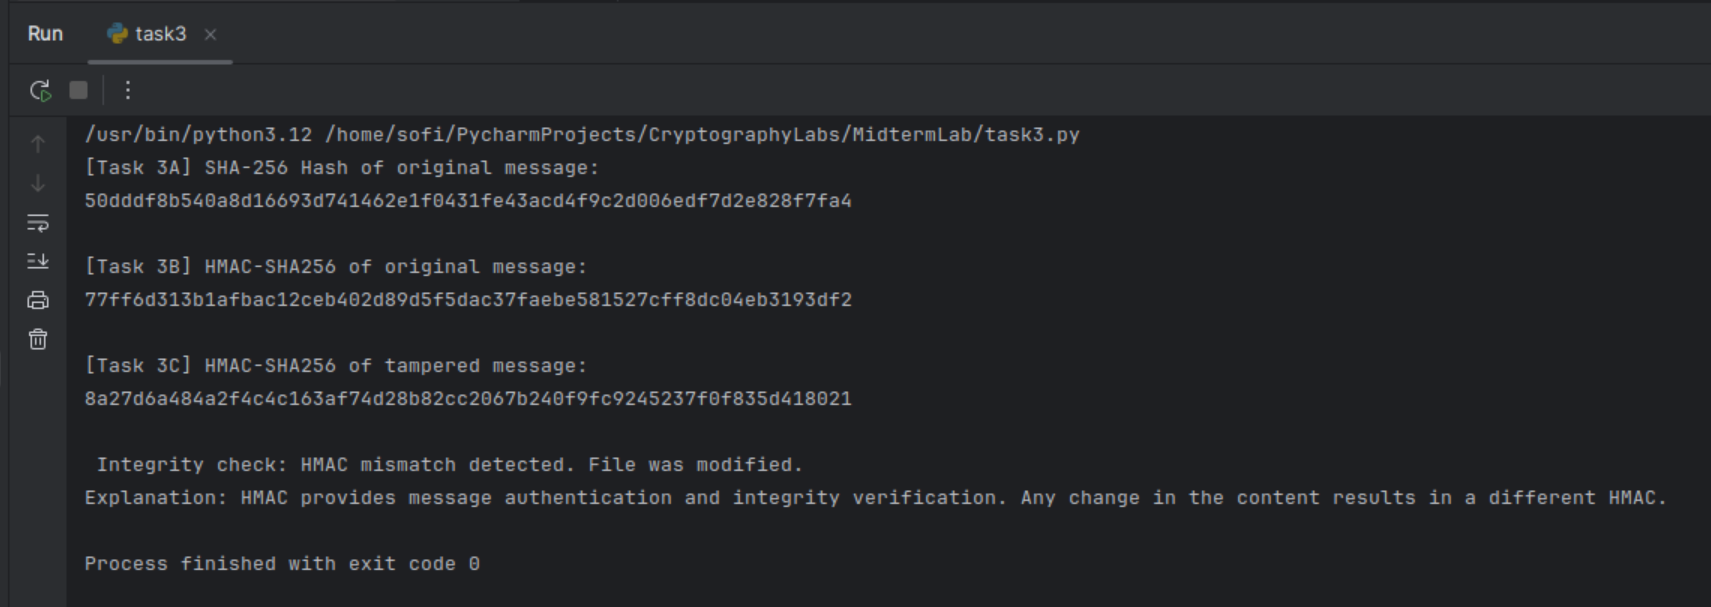 Run task3
/usr/bin/python3.12 /home/sofi/PycharmProjects/CryptographyLabs/MidtermLab/task3.py
[Task 3A] SHA-256 Hash of original message:
50dddf8b540a8d16693d741462e1f0431fe43acd4f9c2d006edf7d2e828f7fa4
[Task 3B] HMAC-SHA256 of original message:
77ff6d313b1afbac12ceb402d89d5f5dac37faebe581527cff8dc04eb3193df2
[Task 3C] HMAC-SHA256 of tampered message:
8a27d6a484a2f4c4c163af74d28b82cc2067b240f9fc9245237f0f835d418021
Integrity check: HMAC mismatch detected. File was modified.
Explanation: HMAC provides message authentication and integrity verification. Any change in the content results in a different HMAC.
Process finished with exit code 0